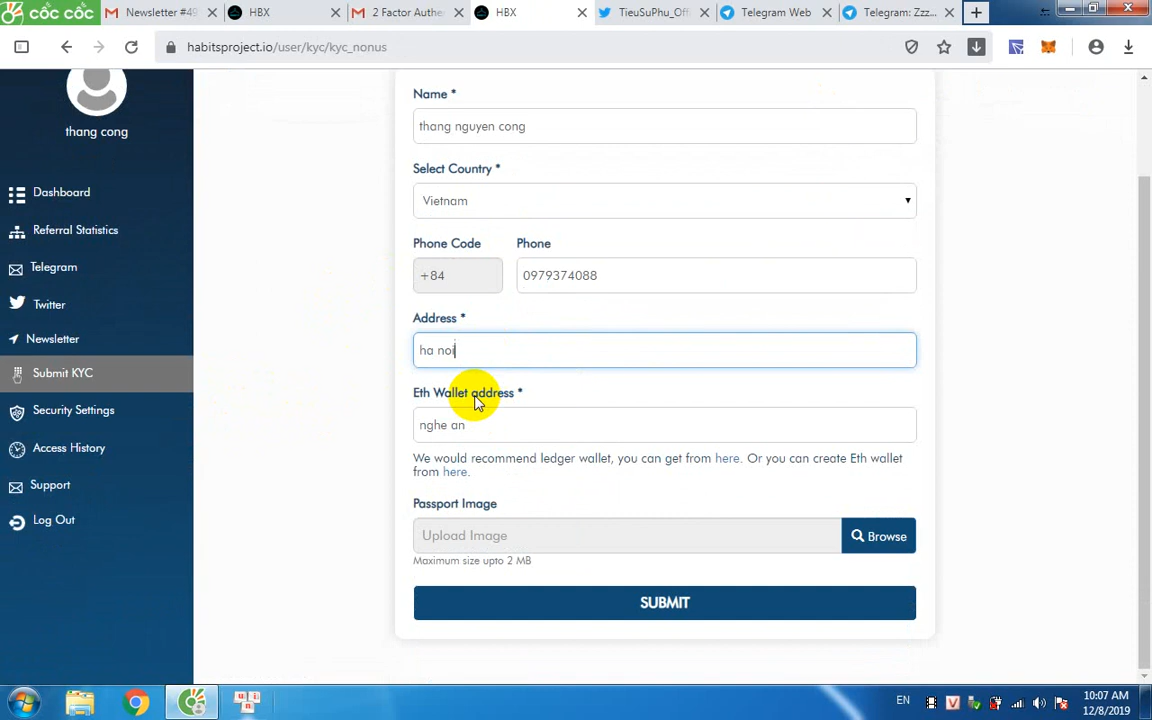 cốc cốc
Newsletter #49
HBX
2 Factor Authe
HBX
TieuSuPhu_Off
Telegram Web
Telegram: Zzz...
habitsproject.io/user/kyc/kyc_nonus
thang cong
Dashboard
Referral Statistics
Telegram
Twitter
Newsletter
Submit KYC
Security Settings
Access History
Support
Log Out
Name *
thang nguyen cong
Select Country *
Vietnam
Phone Code
Phone
+84
0979374088
Address *
ha noi
Eth Wallet address *
nghe an
We would recommend ledger wallet, you can get from here. Or you can create Eth wallet
from here.
Passport Image
Upload Image
Browse
Maximum size upto 2 MB
SUBMIT
EN
10:07 AM
12/8/2019